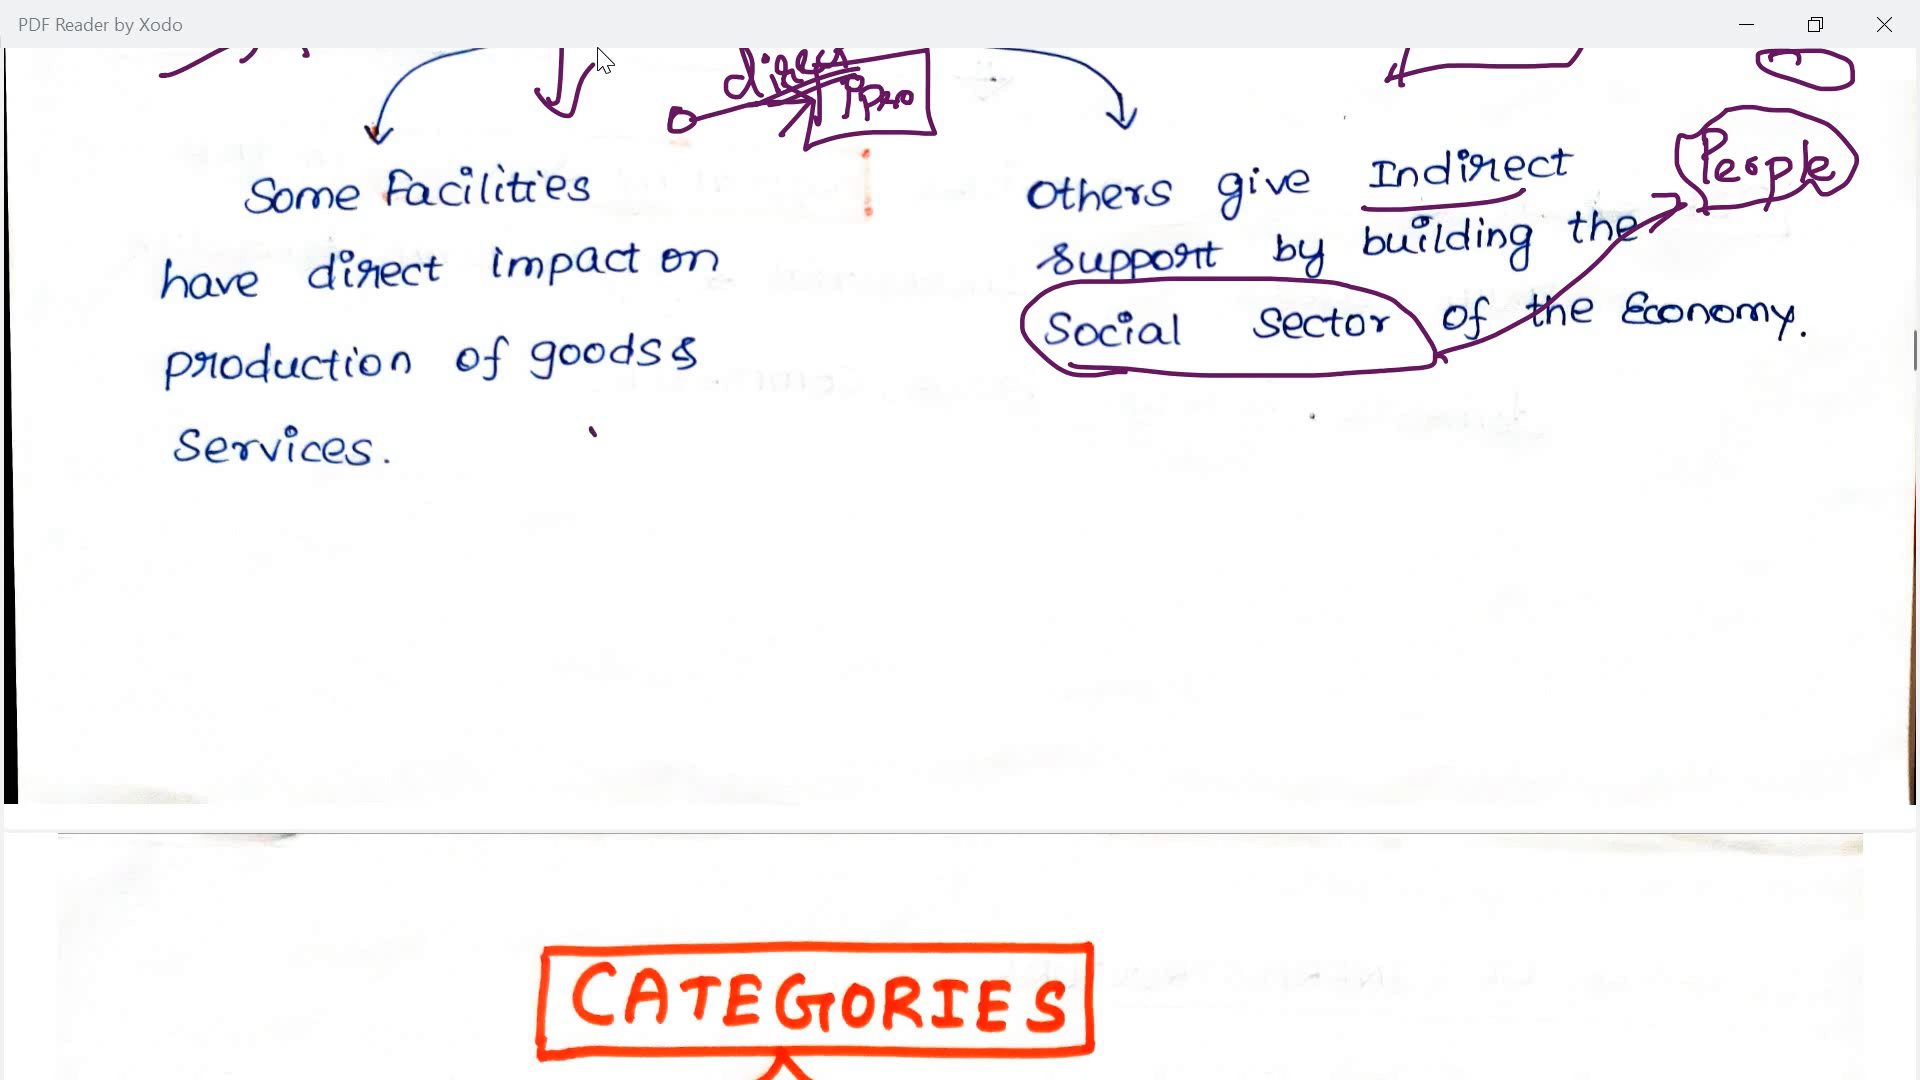 PDF Reader by Xodo
direct
Some Facilities
have direct impact on
production of goods &
Services.
People
Others give Indirect
support by building the
Social Sector of the Economy.
CATEGORIES